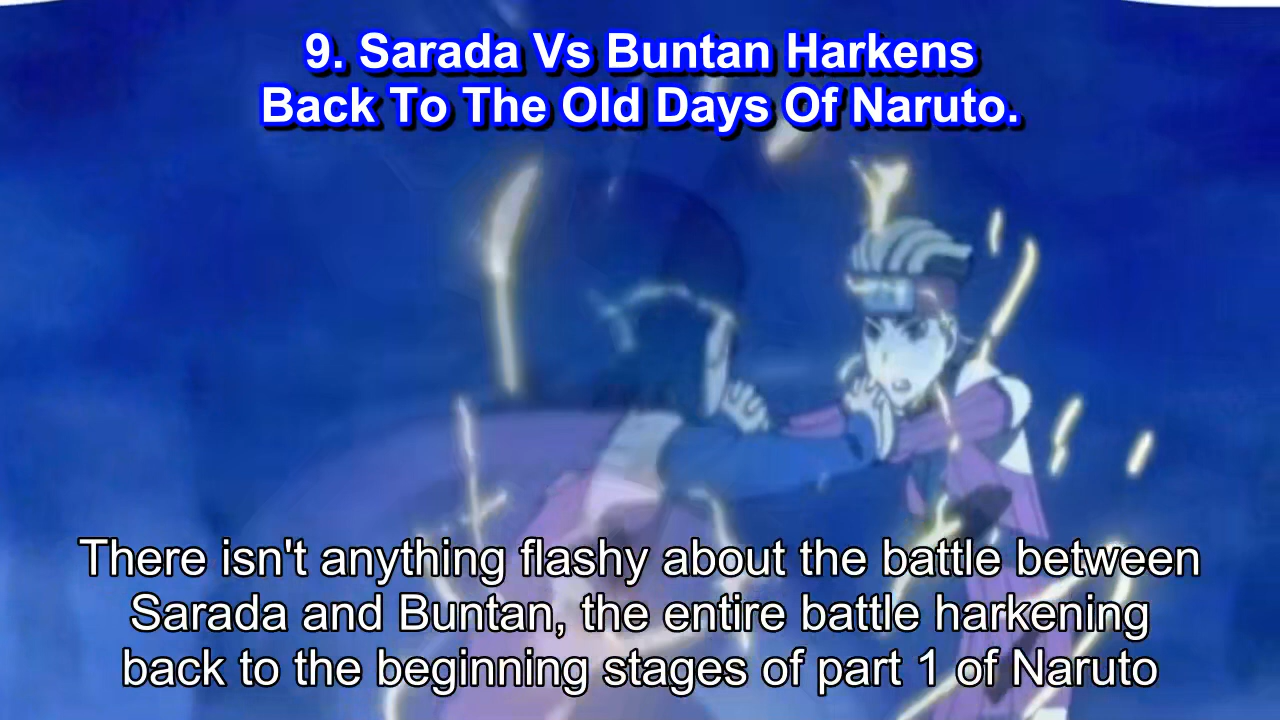 9. Sarada Vs Buntan Harkens
Back To The Old Days Of Naruto.
There isn't anything flashy about the battle between
Sarada and Buntan, the entire battle harkening
back to the beginning stages of part 1 of Naruto